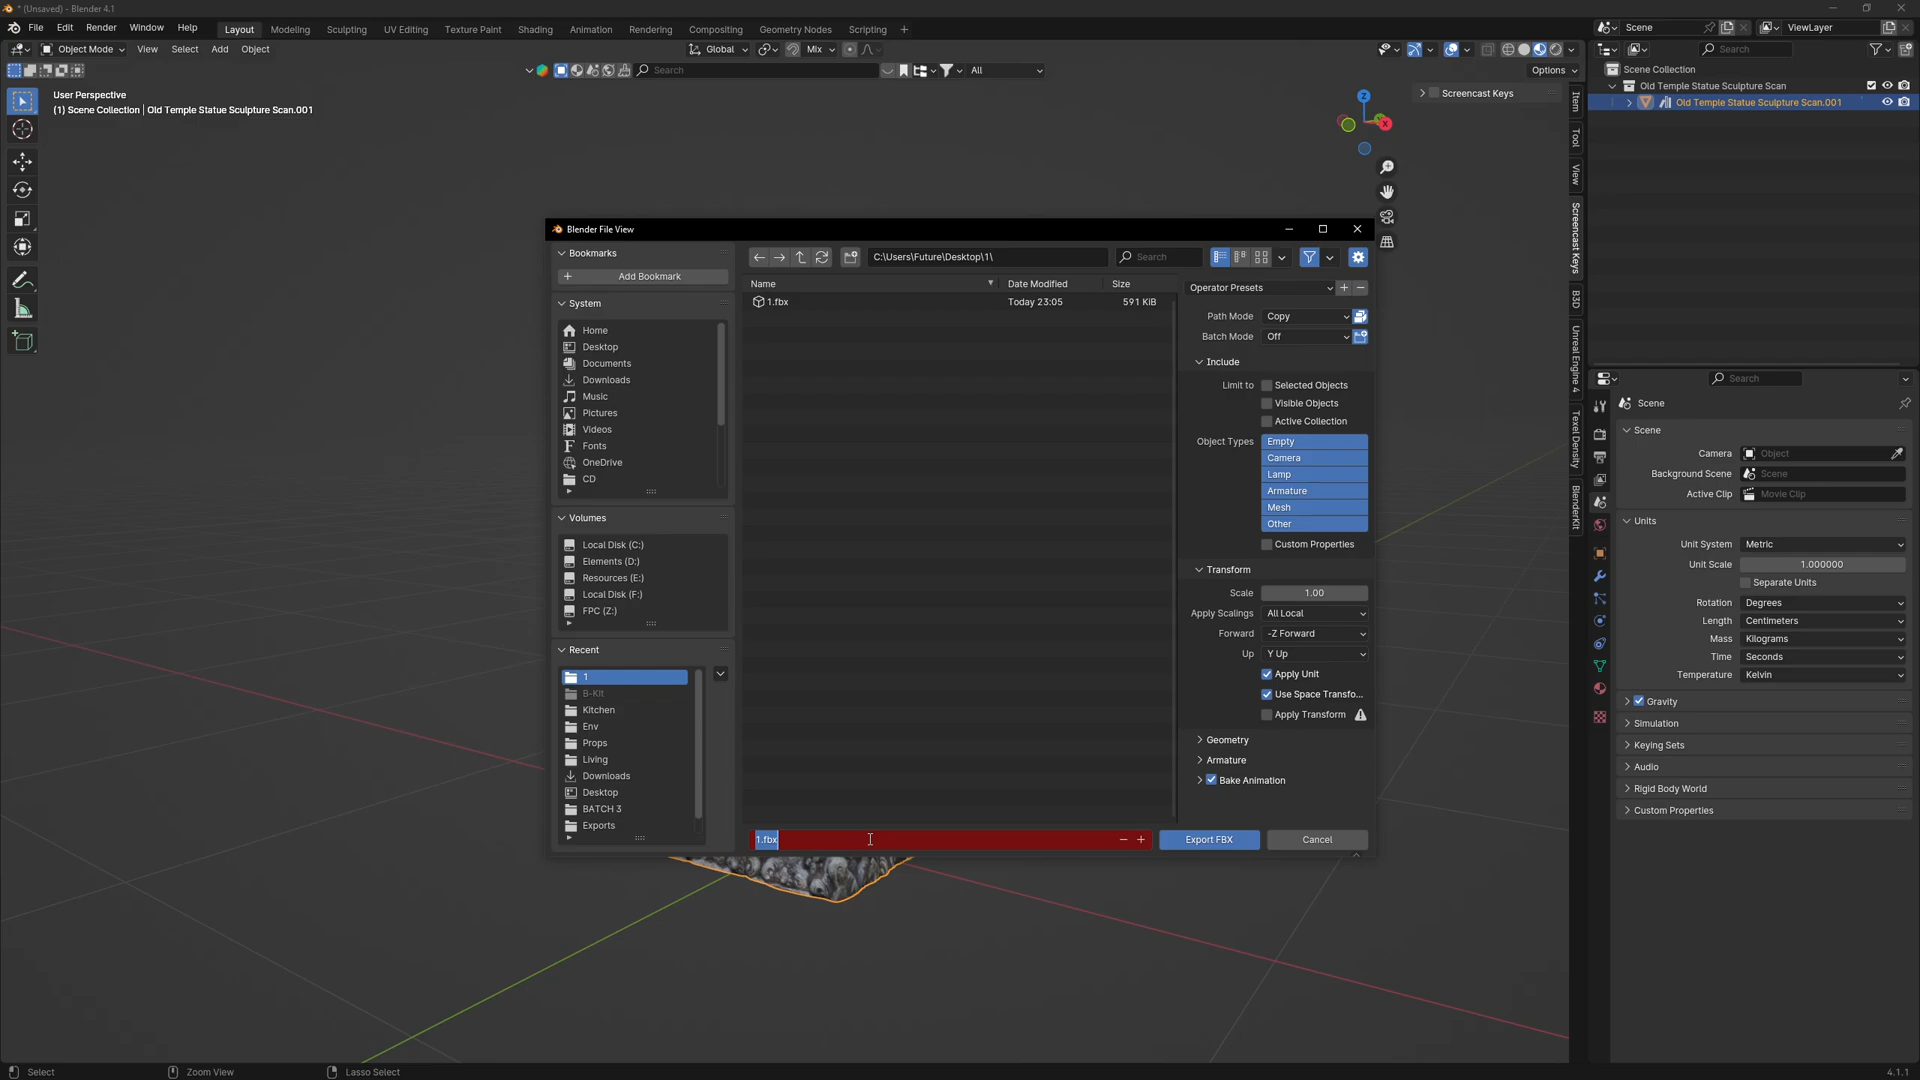 * (Unsaved) - Blender 4.1
File Edit Render Window Help Layout Modeling Sculpting UV Editing Texture Paint Shading Animation Rendering Compositing Geometry Nodes Scripting + Scene ViewLayer
Object Mode View Select Add Object Global Mix Search
Search All Options
User Perspective
(1) Scene Collection | Old Temple Statue Sculpture Scan.001
Screencast Keys
Z
X
Item
Tool
View
Screencast Keys
B3D
Unreal Engine 4
Texel Density
BlenderKit
Scene Collection
Old Temple Statue Sculpture Scan
Old Temple Statue Sculpture Scan.001
Blender File View
Bookmarks
Add Bookmark
System
Home
Desktop
Documents
Downloads
Music
Pictures
Videos
Fonts
OneDrive
CD
Volumes
Local Disk (C:)
Elements (D:)
Resources (E:)
Local Disk (F:)
FPC (Z:)
Recent
1
B-Kit
Kitchen
Env
Props
Living
Downloads
Desktop
BATCH 3
Exports
C:\Users\Future\Desktop\1\ Search
Name Date Modified Size
1.fbx Today 23:05 591 KiB
1.fbx
Export FBX Cancel
Operator Presets
Path Mode Copy
Batch Mode Off
Include
Limit to Selected Objects
Visible Objects
Active Collection
Object Types Empty
Camera
Lamp
Armature
Mesh
Other
Custom Properties
Transform
Scale 1.00
Apply Scalings All Local
Forward -Z Forward
Up Y Up
Apply Unit
Use Space Transfo...
Apply Transform
Geometry
Armature
Bake Animation
Search
Scene
Scene
Camera Object
Background Scene Scene
Active Clip Movie Clip
Units
Unit System Metric
Unit Scale 1.000000
Separate Units
Rotation Degrees
Length Centimeters
Mass Kilograms
Time Seconds
Temperature Kelvin
Gravity
Simulation
Keying Sets
Audio
Rigid Body World
Custom Properties
Select Zoom View Lasso Select 4.1.1